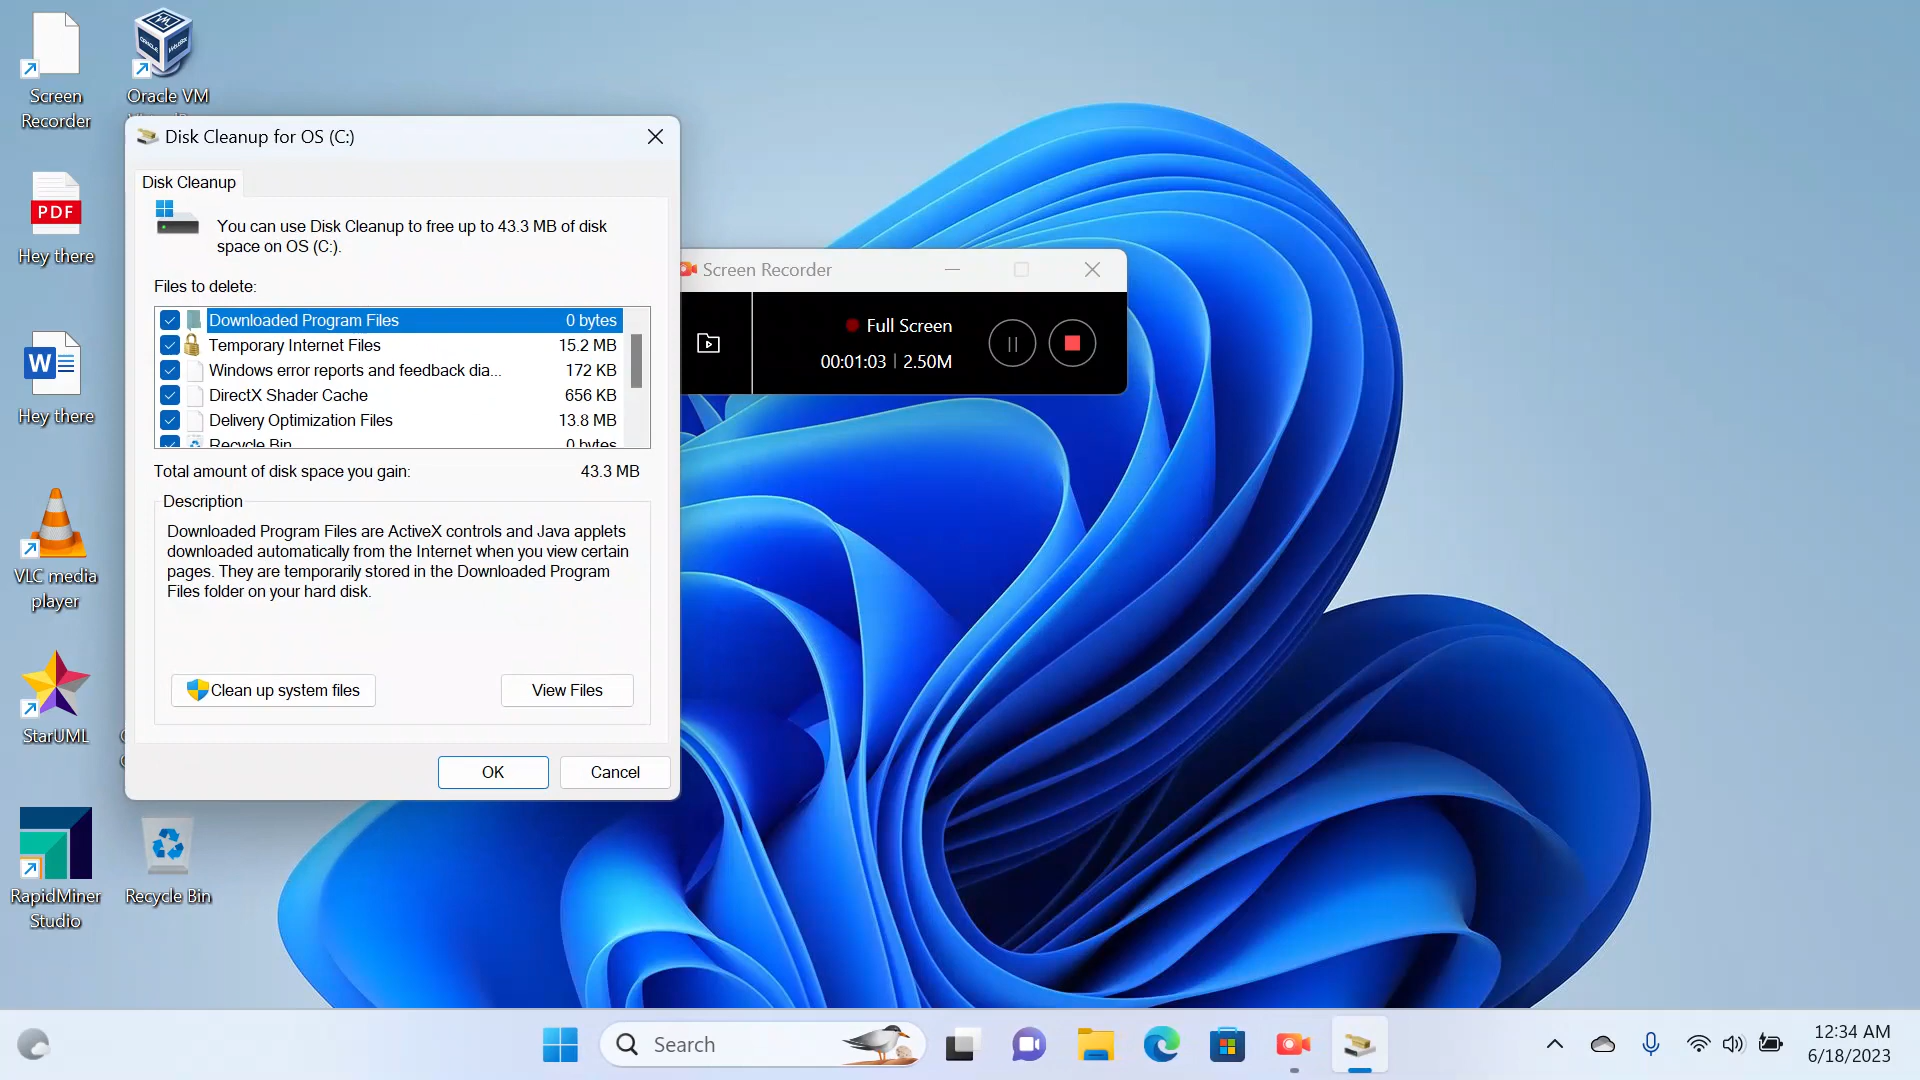 Screen
Recorder
Oracle VM
PDF
Hey there
W
Hey there
VLC media
player
StarUML
RapidMiner
Studio
Recycle Bin
Disk Cleanup for OS (C:)
Disk Cleanup
You can use Disk Cleanup to free up to 43.3 MB of disk
space on OS (C:).
Files to delete:
Downloaded Program Files 0 bytes
Temporary Internet Files 15.2 MB
Windows error reports and feedback dia... 172 KB
DirectX Shader Cache 656 KB
Delivery Optimization Files 13.8 MB
Recycle Bin 0 bytes
Total amount of disk space you gain: 43.3 MB
Description
Downloaded Program Files are ActiveX controls and Java applets
downloaded automatically from the Internet when you view certain
pages. They are temporarily stored in the Downloaded Program
Files folder on your hard disk.
Clean up system files
View Files
OK
Cancel
Screen Recorder
Full Screen
00:01:03 | 2.50M
Search
12:34 AM
6/18/2023